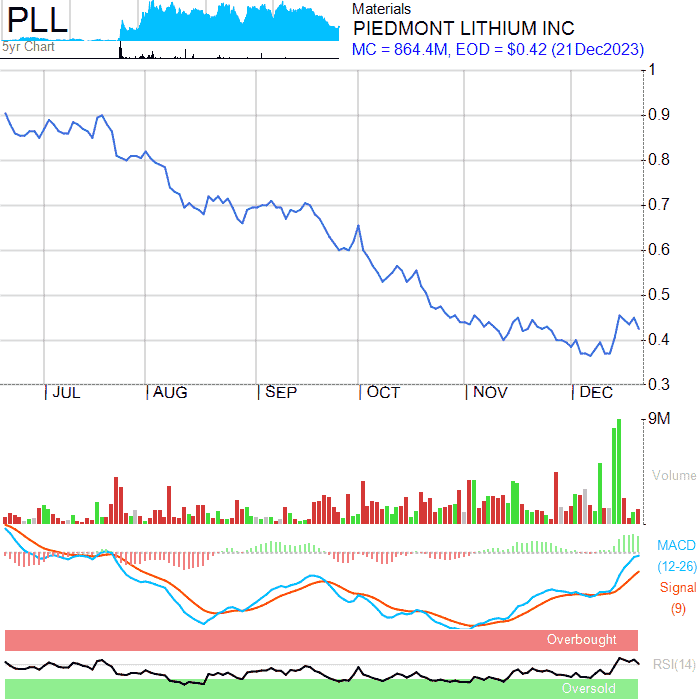 PLL
5yr Chart
Materials
PIEDMONT LITHIUM INC
MC = 864.4M, EOD = $0.42 (21Dec2023)
1
0.9
0.8
0.7
0.6
0.5
0.4
0.3
JUL AUG SEP OCT NOV DEC
9M
Volume
MACD
(12-26)
Signal
(9)
Overbought
RSI(14)
Oversold